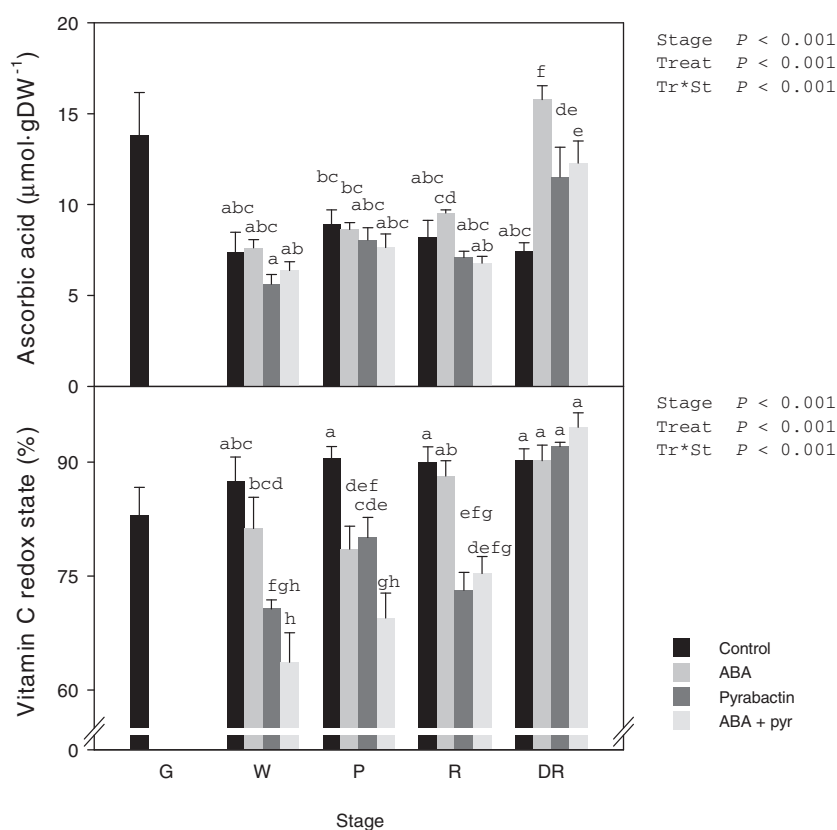 20
15
10
5
0
Ascorbic acid (μmol·gDW⁻¹)
abc
abc
a
ab
bc
bc
abc
abc
abc
cd
abc
ab
abc
f
de
e
Stage P < 0.001
Treat P < 0.001
Tr*St P < 0.001
90
75
60
0
Vitamin C redox state (%)
abc
bcd
fgh
h
a
def
cde
gh
a
ab
efg
defg
a
a
a
a
Stage P < 0.001
Treat P < 0.001
Tr*St P < 0.001
Control
ABA
Pyrabactin
ABA + pyr
G W P R DR
Stage